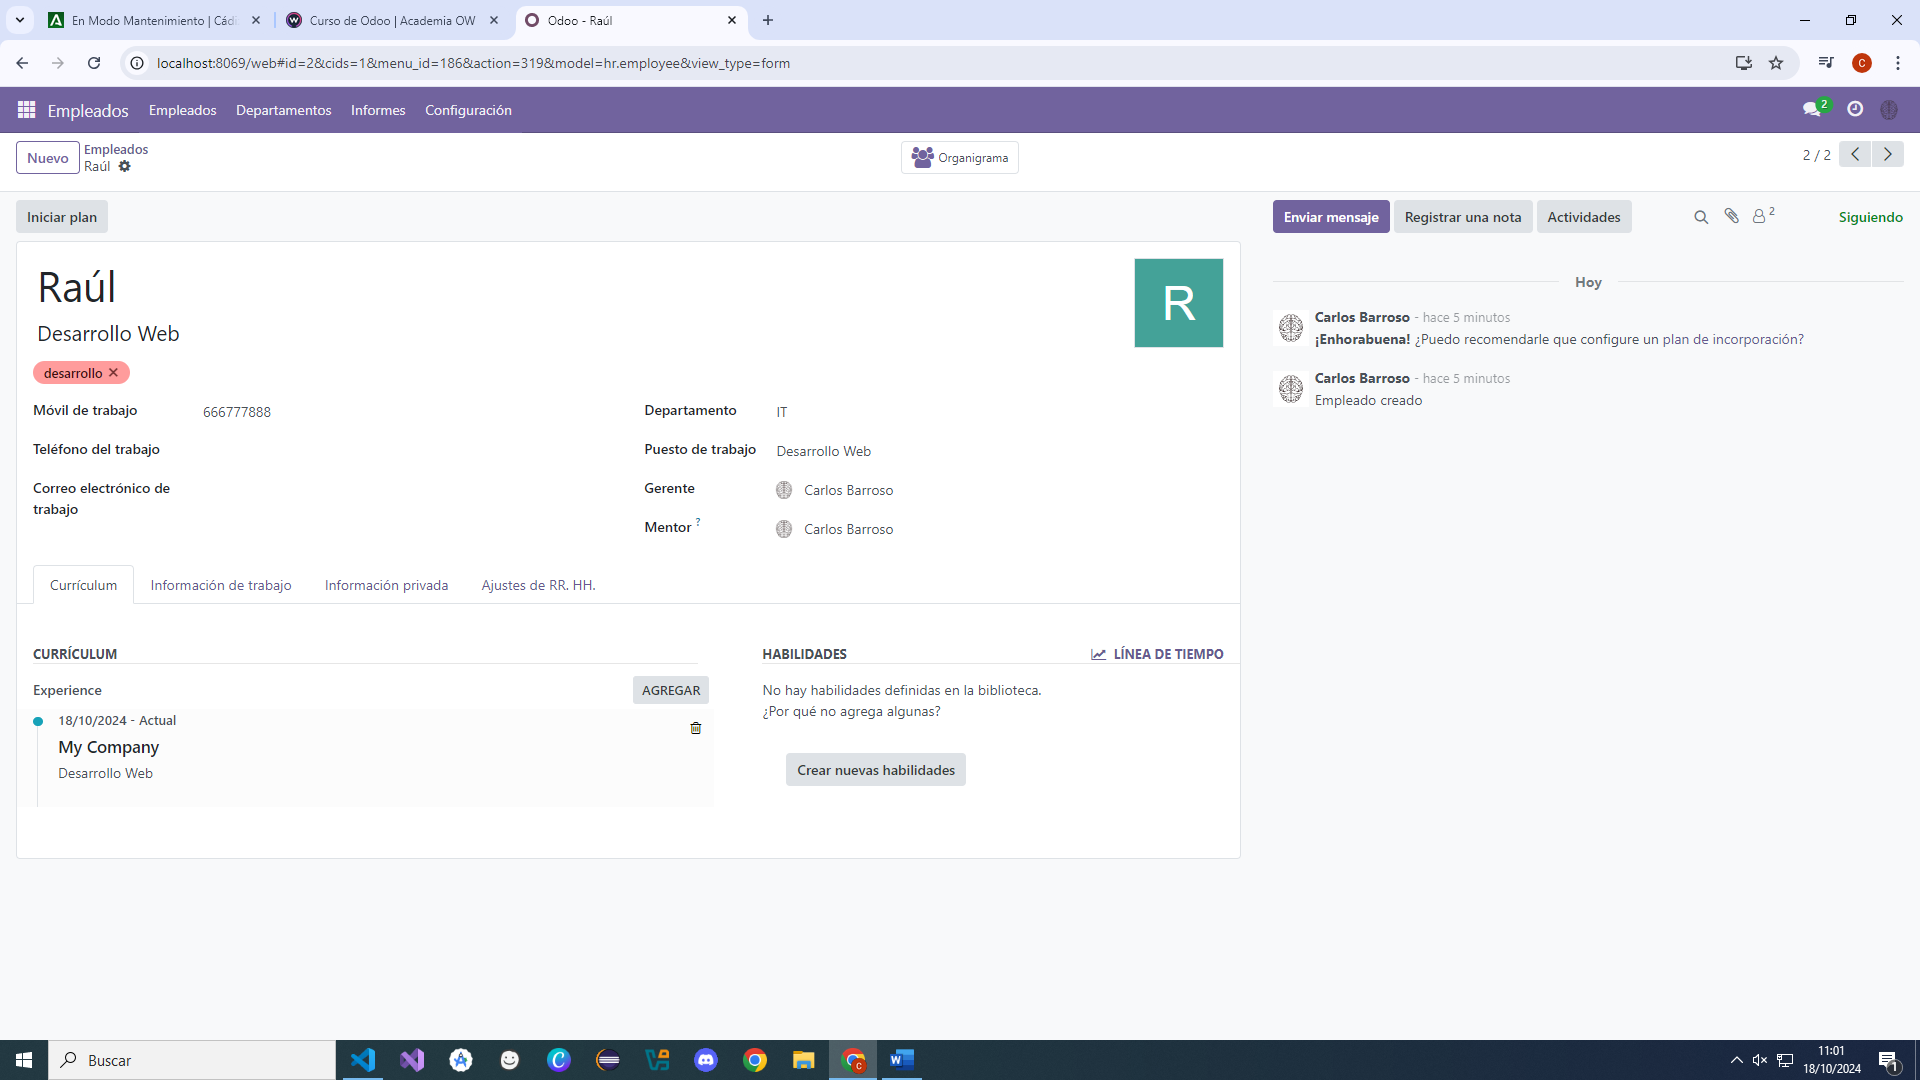 En Modo Mantenimiento | Cádi
Curso de Odoo | Academia OW
Odoo - Raúl
localhost:8069/web#id=2&cids=1&menu_id=186&action=319&model=hr.employee&view_type=form
C
Empleados
Empleados
Departamentos
Informes
Configuración
2
Nuevo
Empleados
Raúl
Organigrama
2 / 2
Iniciar plan
Enviar mensaje
Registrar una nota
Actividades
2
Siguiendo
Raúl
R
Desarrollo Web
desarrollo
Móvil de trabajo
666777888
Teléfono del trabajo
Correo electrónico de
trabajo
Departamento
IT
Puesto de trabajo
Desarrollo Web
Gerente
Carlos Barroso
Mentor ?
Carlos Barroso
Hoy
Carlos Barroso - hace 5 minutos
¡Enhorabuena! ¿Puedo recomendarle que configure un plan de incorporación?
Carlos Barroso - hace 5 minutos
Empleado creado
Currículum
Información de trabajo
Información privada
Ajustes de RR. HH.
CURRÍCULUM
Experience
AGREGAR
18/10/2024 - Actual
My Company
Desarrollo Web
HABILIDADES
LÍNEA DE TIEMPO
No hay habilidades definidas en la biblioteca.
¿Por qué no agrega algunas?
Crear nuevas habilidades
Buscar
11:01
18/10/2024
1